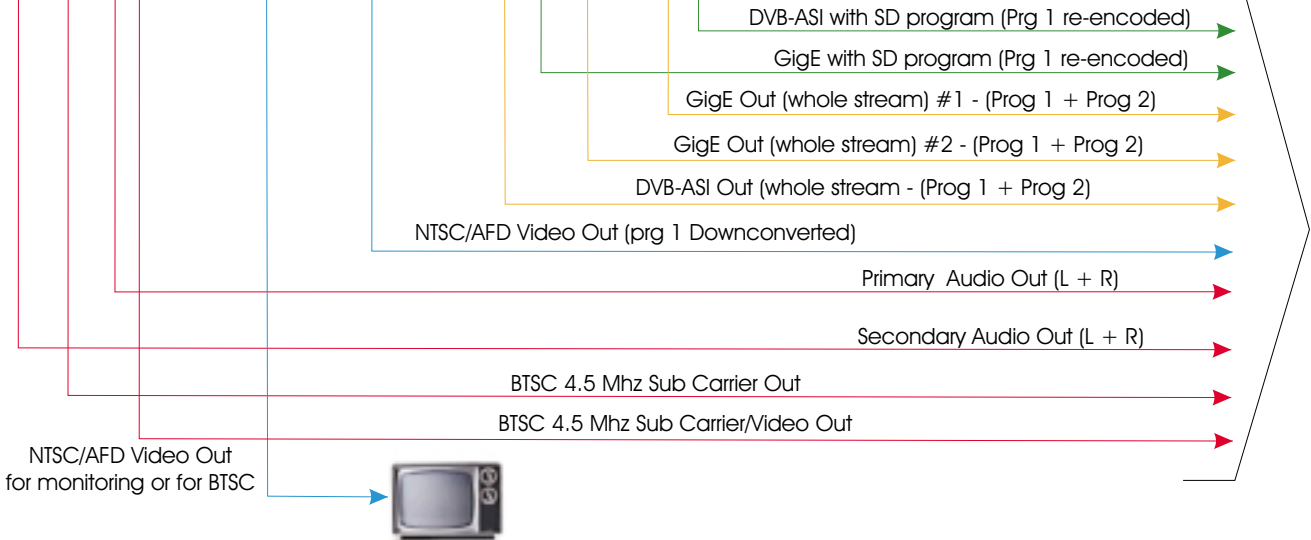 DVB-ASI with SD program (Prg 1 re-encoded)
GigE with SD program (Prg 1 re-encoded)
GigE Out (whole stream) #1 - (Prog 1 + Prog 2)
GigE Out (whole stream) #2 - (Prog 1 + Prog 2)
DVB-ASI Out (whole stream - (Prog 1 + Prog 2)
NTSC/AFD Video Out (prg 1 Downconverted)
Primary Audio Out (L + R)
Secondary Audio Out (L + R)
BTSC 4.5 Mhz Sub Carrier Out
BTSC 4.5 Mhz Sub Carrier/Video Out
NTSC/AFD Video Out
for monitoring or for BTSC